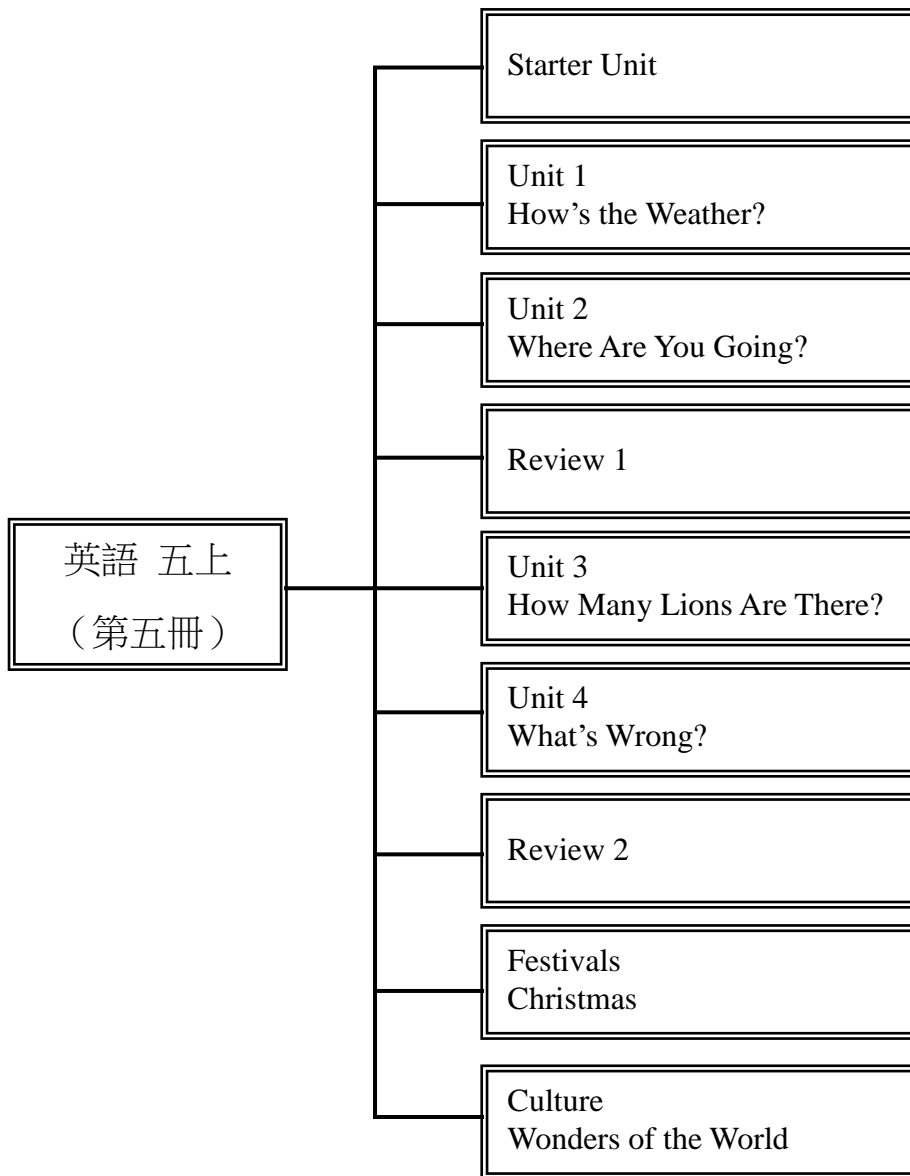 Starter Unit
Unit 1
How’s the Weather?
Unit 2
Where Are You Going?
Review 1
英語 五上
（第五冊）
Unit 3
How Many Lions Are There?
Unit 4
What’s Wrong?
Review 2
Festivals
Christmas
Culture
Wonders of the World